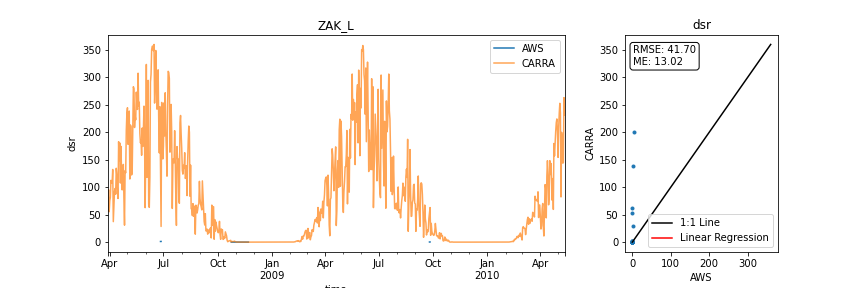 ZAK_L
dsr
350
300
250
200
150
100
50
0
dsr
AWS
CARRA
Apr
Jul
Oct
Jan
2009
Apr
Jul
Oct
Jan
2010
Apr
time
dsr
350
300
250
200
150
100
50
0
CARRA
RMSE: 41.70
ME: 13.02
1:1 Line
Linear Regression
0
100
200
300
AWS